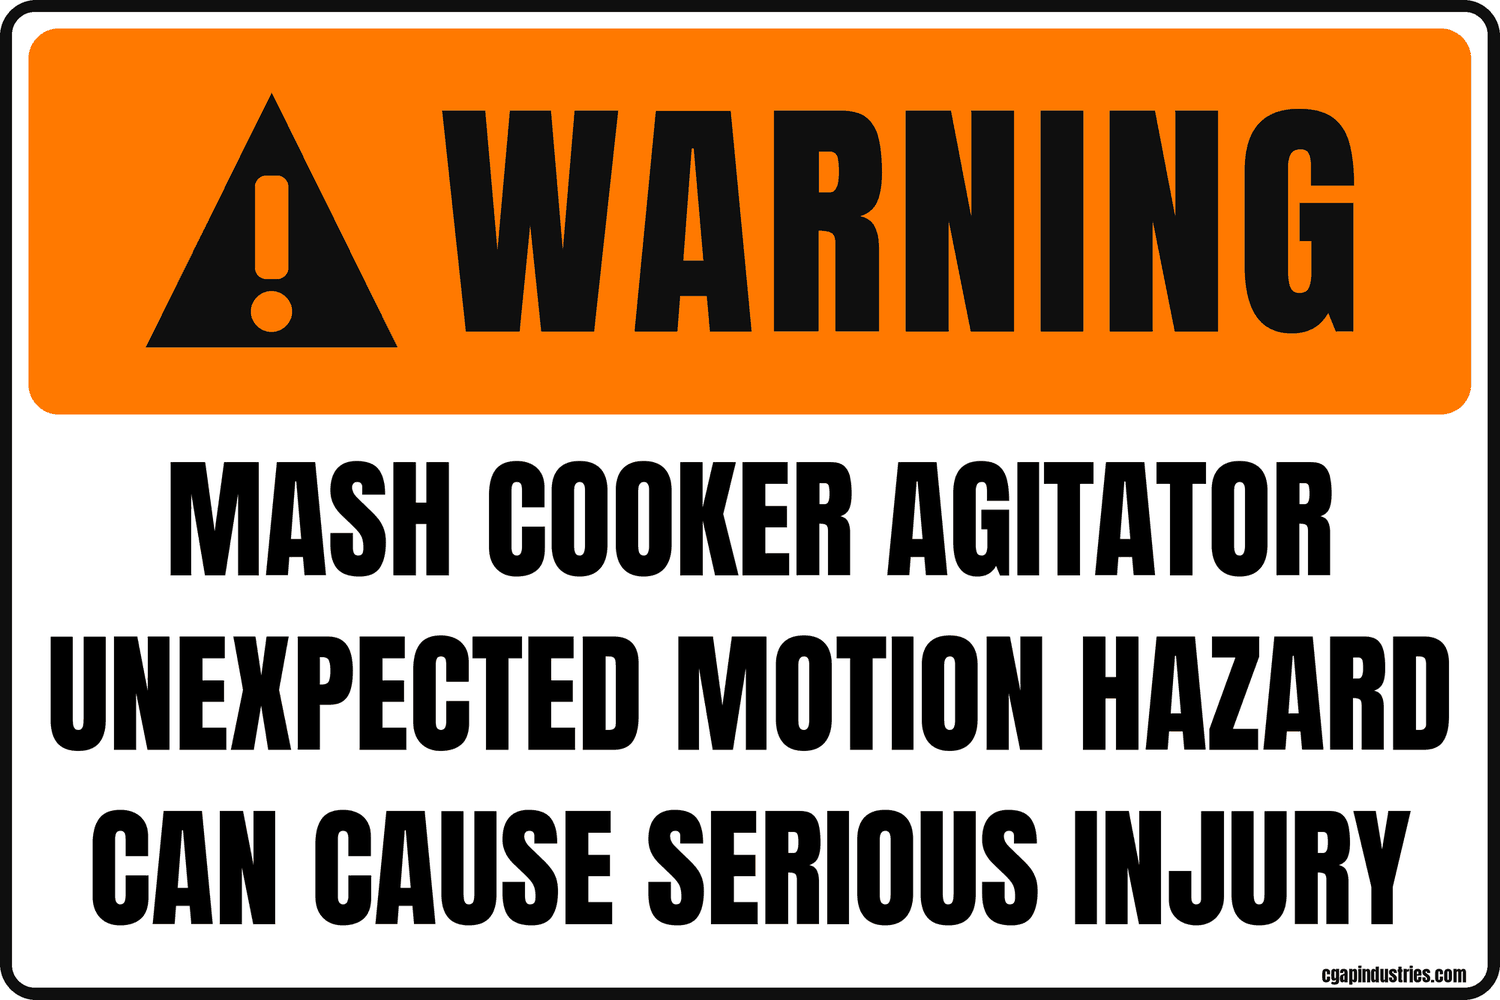 WARNING
MASH COOKER AGITATOR
UNEXPECTED MOTION HAZARD
CAN CAUSE SERIOUS INJURY
cgapindustries.com